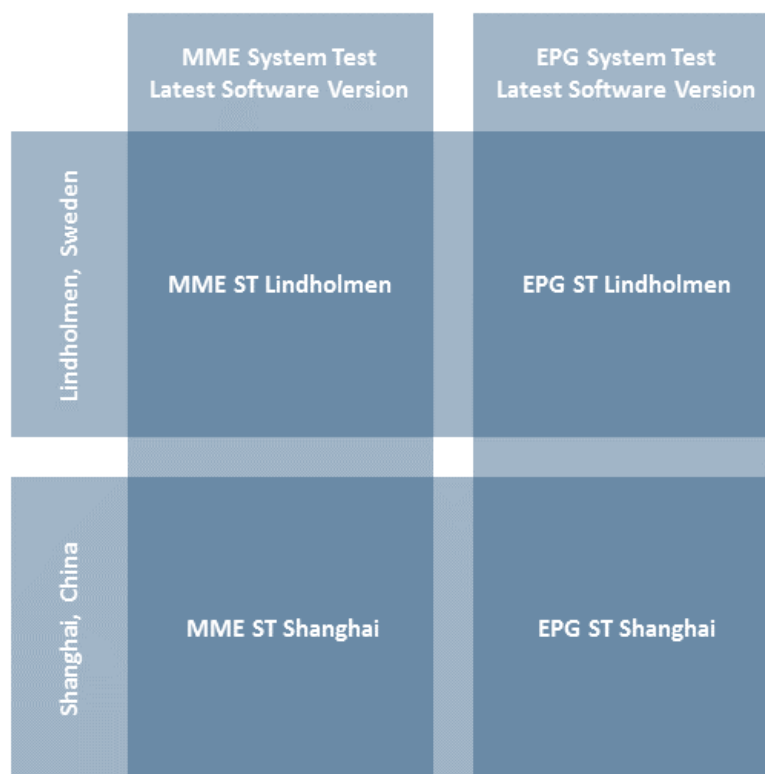 MME System Test
Latest Software Version
EPG System Test
Latest Software Version
Lindholmen, Sweden
MME ST Lindholmen
EPG ST Lindholmen
Shanghai, China
MME ST Shanghai
EPG ST Shanghai